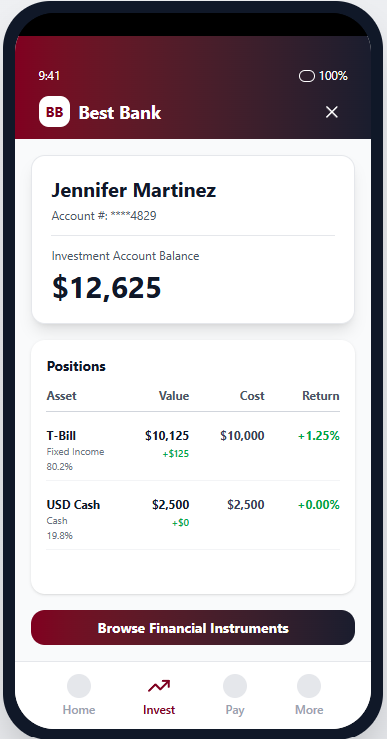 9:41 100%
BB Best Bank
Jennifer Martinez
Account #: ****4829
Investment Account Balance
$12,625
Positions
Asset Value Cost Return
T-Bill $10,125 $10,000 +1.25%
Fixed Income +$125
80.2%
USD Cash $2,500 $2,500 +0.00%
Cash +$0
19.8%
Browse Financial Instruments
Home Invest Pay More